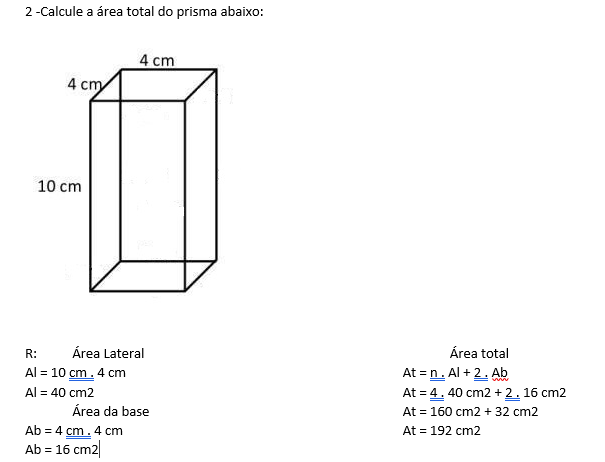 2 -Calcule a área total do prisma abaixo:
4 cm
4 cm
10 cm
R: Área Lateral
Al = 10 cm . 4 cm
Al = 40 cm2
Área da base
Ab = 4 cm . 4 cm
Ab = 16 cm2
Área total
At = n . Al + 2 . Ab
At = 4 . 40 cm2 + 2 . 16 cm2
At = 160 cm2 + 32 cm2
At = 192 cm2